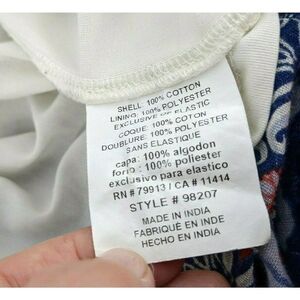 SHELL: 100% COTTON
LINING: 100% POLYESTER
EXCLUSIVE OF ELASTIC
COQUE: 100% COTON
DOUBLURE: 100% POLYESTER
SANS ELASTIQUE
capa: 100% algodon
forro : 100% poliester
exclusivo para elastico
RN # 79913 / CA # 11414
STYLE # 98207
MADE IN INDIA
FABRIQUÉ EN INDE
HECHO EN INDIA